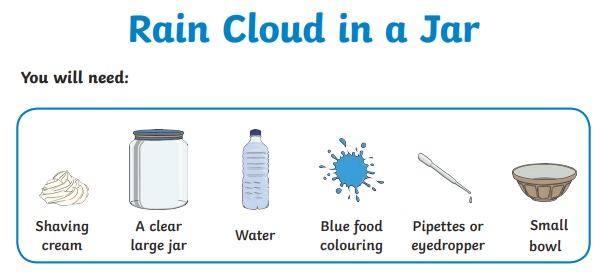 Rain Cloud in a Jar
You will need:
Shaving cream
A clear large jar
Water
Blue food colouring
Pipettes or eyedropper
Small bowl